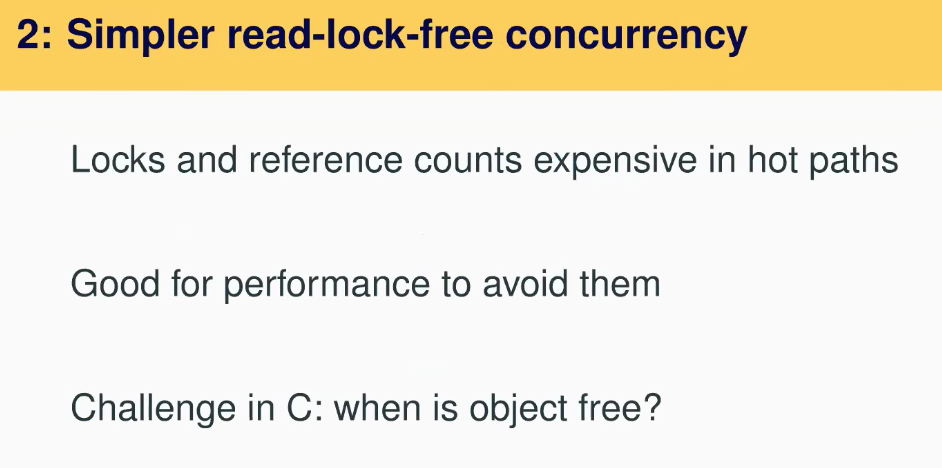 2: Simpler read-lock-free concurrency
Locks and reference counts expensive in hot paths
Good for performance to avoid them
Challenge in C: when is object free?